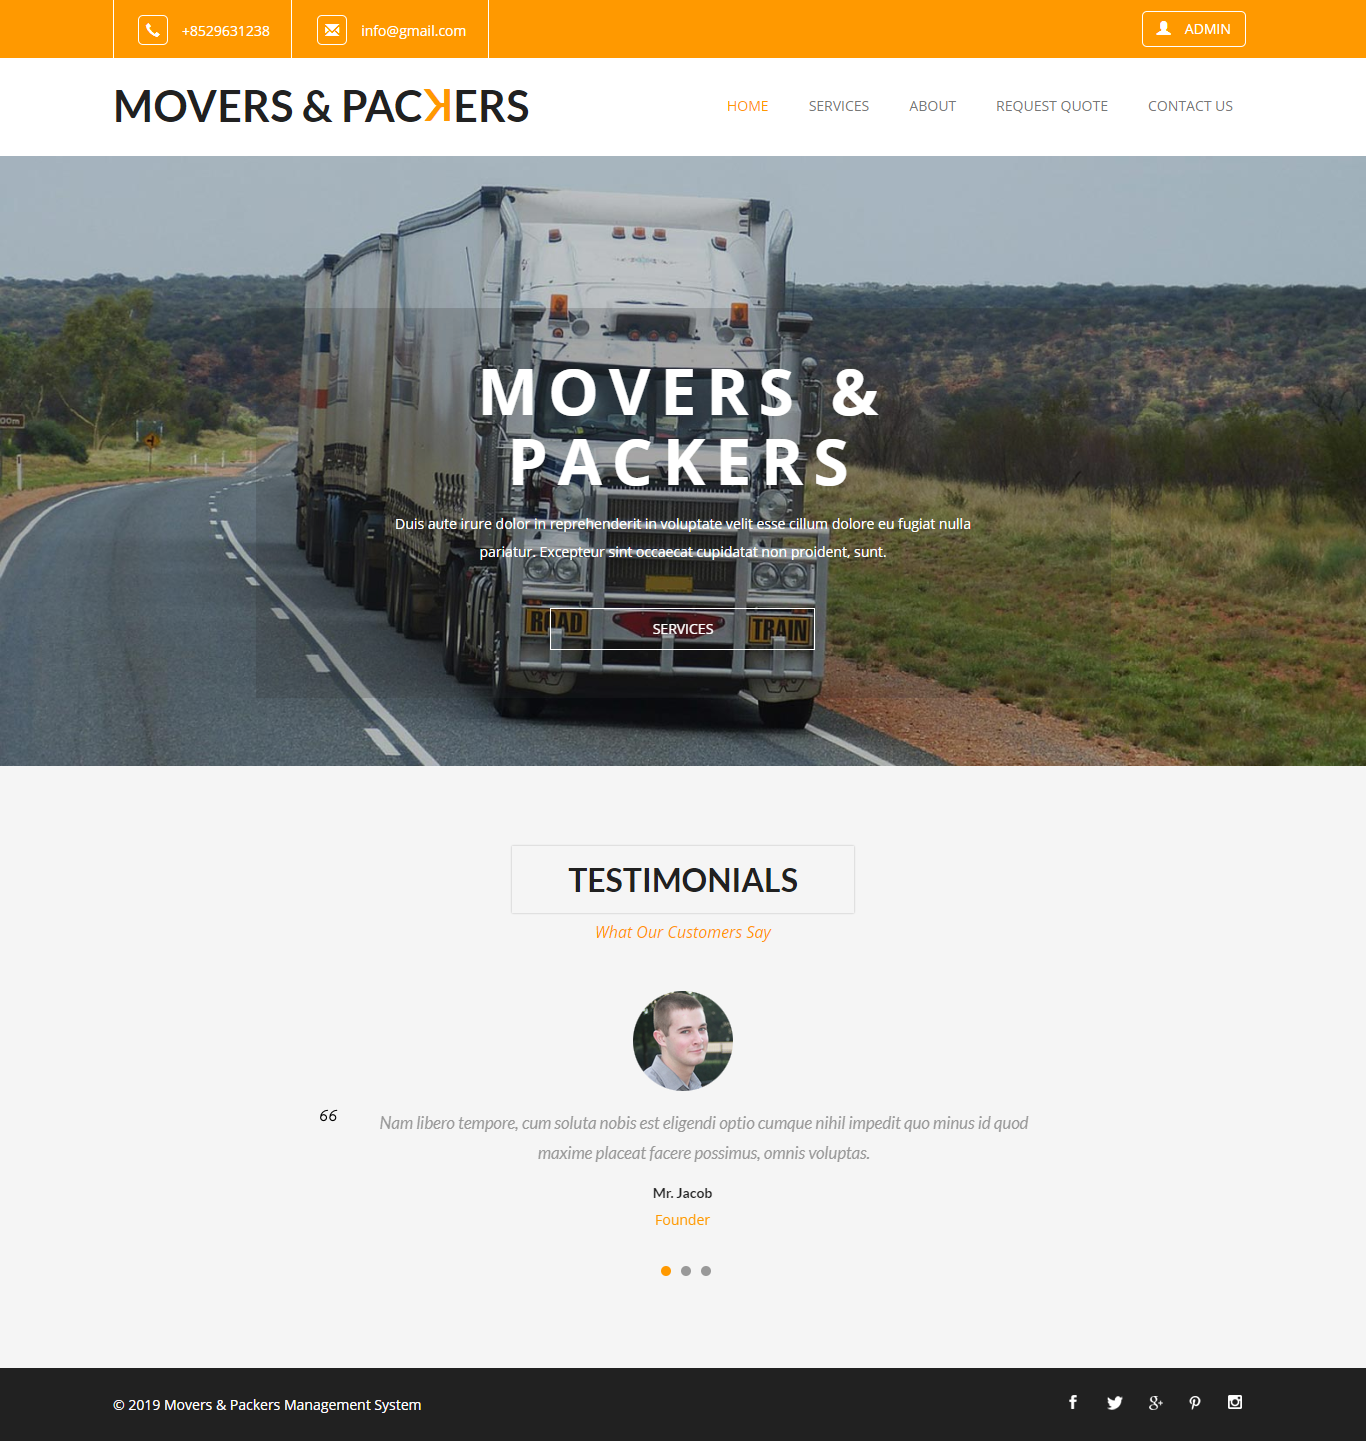 +8529631238
info@gmail.com
ADMIN
MOVERS & PACKERS
HOME
SERVICES
ABOUT
REQUEST QUOTE
CONTACT US
MOVERS &
PACKERS
Duis aute irure dolor in reprehenderit in voluptate velit esse cillum dolore eu fugiat nulla
pariatur. Excepteur sint occaecat cupidatat non proident, sunt.
ROAD
TRAIN
SERVICES
TESTIMONIALS
What Our Customers Say
“
Nam libero tempore, cum soluta nobis est eligendi optio cumque nihil impedit quo minus id quod
maxime placeat facere possimus, omnis voluptas.
Mr. Jacob
Founder
© 2019 Movers & Packers Management System